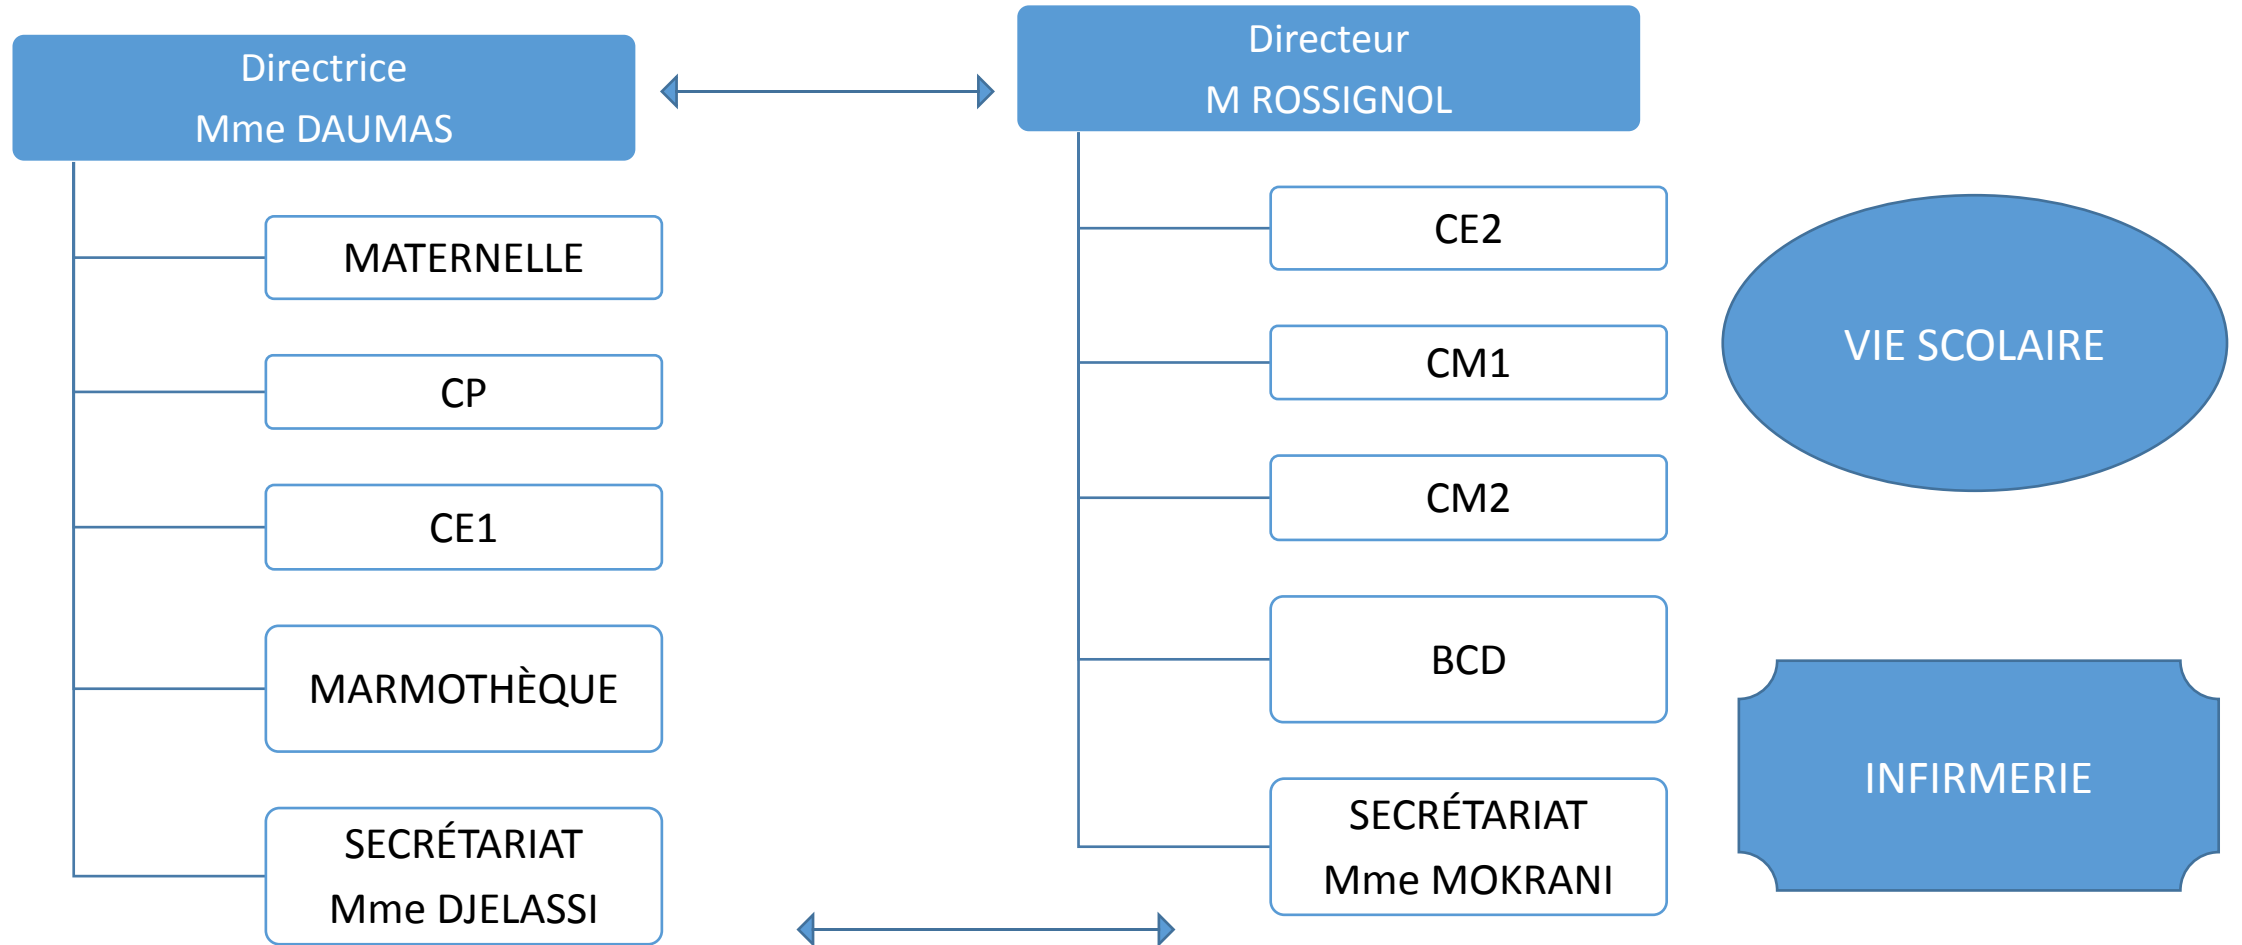 Directrice
Mme DAUMAS
MATERNELLE
CP
CE1
MARMOTHÈQUE
SECRÉTARIAT
Mme DJELASSI
Directeur
M ROSSIGNOL
CE2
CM1
CM2
BCD
SECRÉTARIAT
Mme MOKRANI
VIE SCOLAIRE
INFIRMERIE